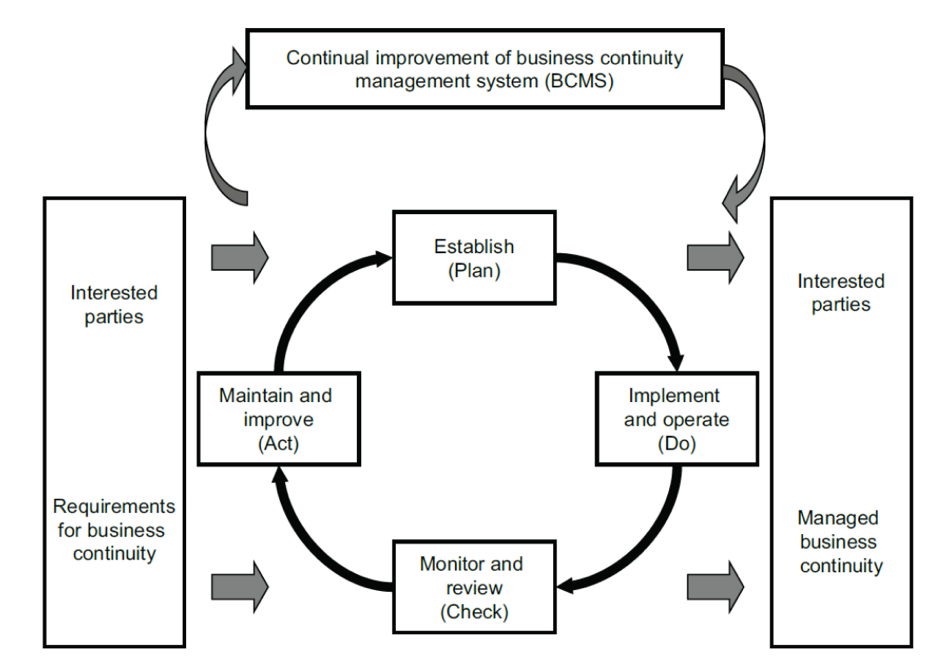 Continual improvement of business continuity
management system (BCMS)
Interested
parties
Requirements
for business
continuity
Establish
(Plan)
Maintain and
improve
(Act)
Implement
and operate
(Do)
Monitor and
review
(Check)
Interested
parties
Managed
business
continuity